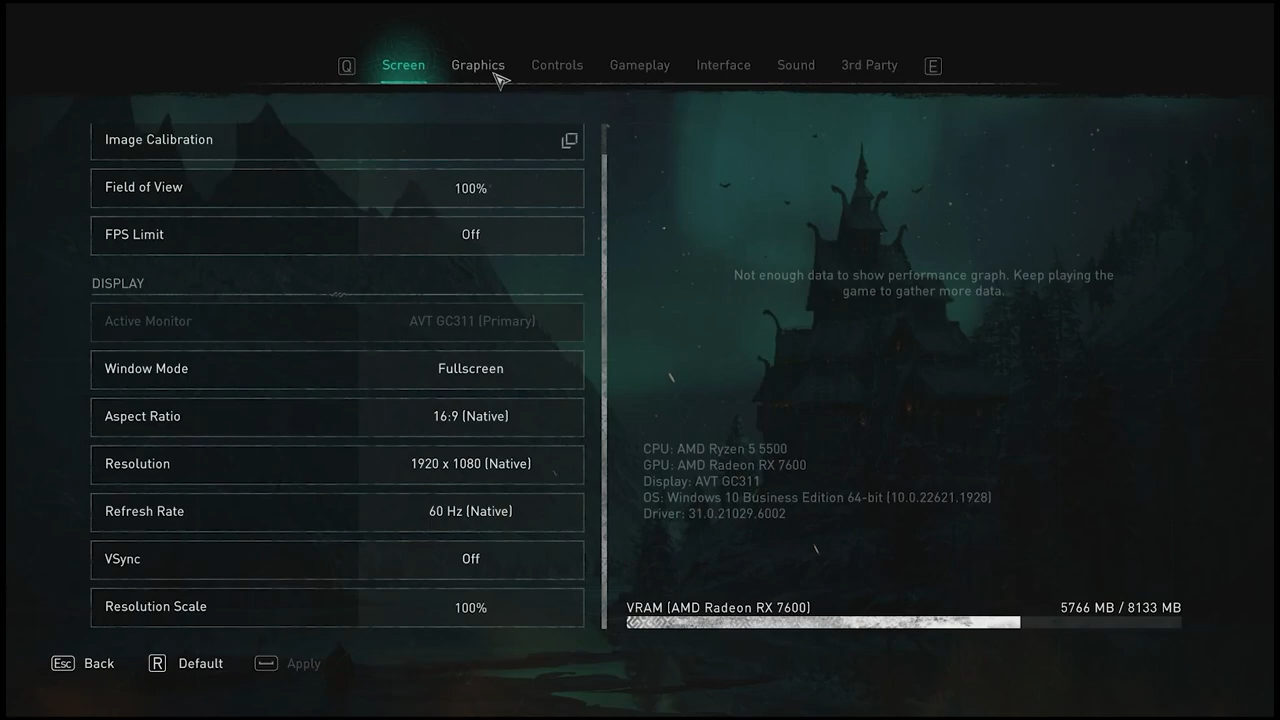 Q Screen Graphics Controls Gameplay Interface Sound 3rd Party E
Image Calibration
Field of View 100%
FPS Limit Off
DISPLAY
Active Monitor AVT GC311 (Primary)
Window Mode Fullscreen
Aspect Ratio 16:9 (Native)
Resolution 1920 x 1080 (Native)
Refresh Rate 60 Hz (Native)
VSync Off
Resolution Scale 100%
Not enough data to show performance graph. Keep playing the
game to gather more data.
CPU: AMD Ryzen 5 5500
GPU: AMD Radeon RX 7600
Display: AVT GC311
OS: Windows 10 Business Edition 64-bit (10.0.22621.1928)
Driver: 31.0.21029.6002
VRAM (AMD Radeon RX 7600) 5766 MB / 8133 MB
Esc Back R Default Apply